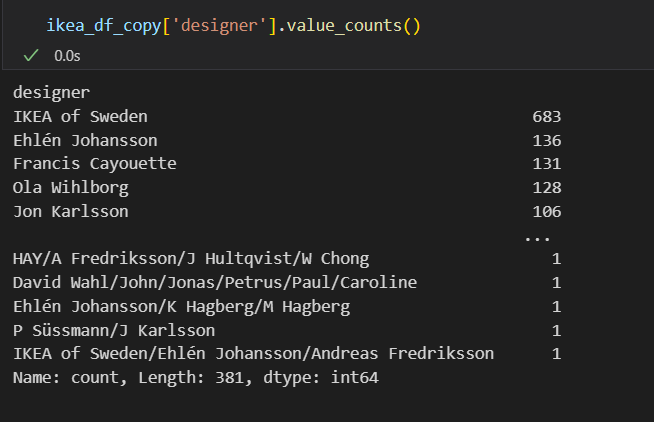 ikea_df_copy['designer'].value_counts()
✓ 0.0s
designer
IKEA of Sweden 683
Ehlén Johansson 136
Francis Cayouette 131
Ola Wihlborg 128
Jon Karlsson 106
...
HAY/A Fredriksson/J Hultqvist/W Chong 1
David Wahl/John/Jonas/Petrus/Paul/Caroline 1
Ehlén Johansson/K Hagberg/M Hagberg 1
P Süssmann/J Karlsson 1
IKEA of Sweden/Ehlén Johansson/Andreas Fredriksson 1
Name: count, Length: 381, dtype: int64